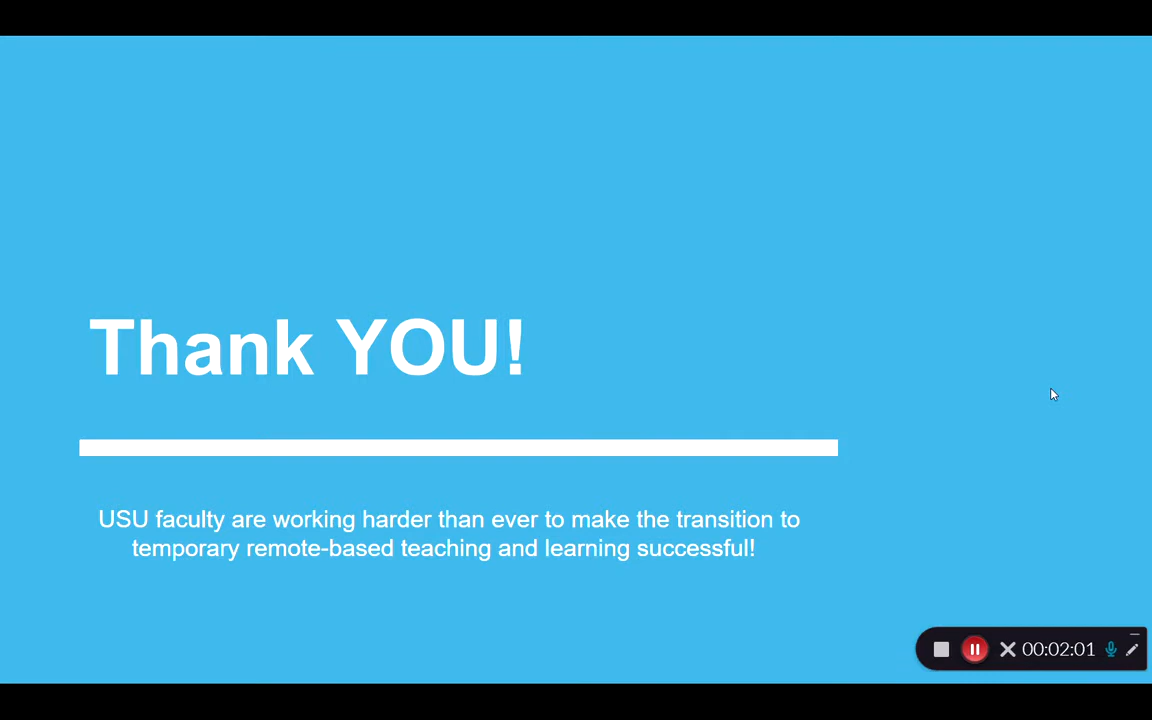 Thank YOU!
USU faculty are working harder than ever to make the transition to
temporary remote-based teaching and learning successful!
00:02:01